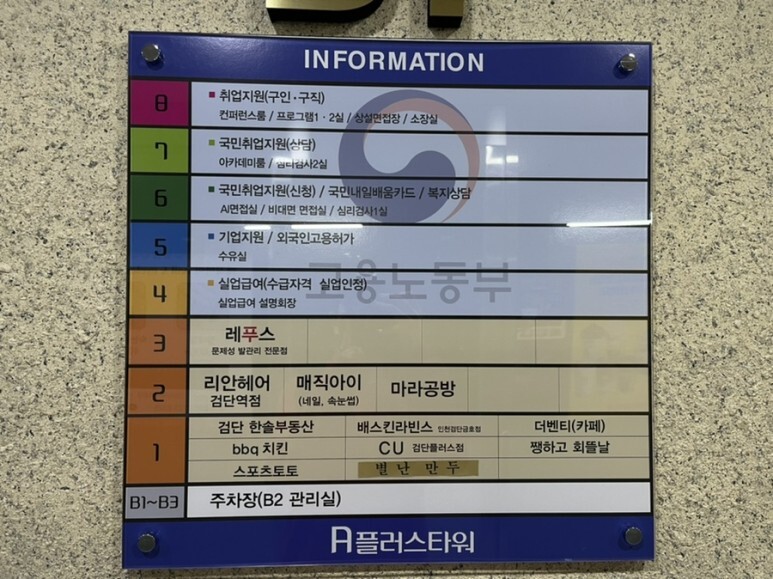 INFORMATION
8
취업지원(구인·구직)
컨퍼런스룸 / 프로그램1·2실 / 상설면접장 / 소장실
7
국민취업지원(상담)
아카데미룸 / 심리검사2실
6
국민취업지원(신청) / 국민내일배움카드 / 복지상담
AI면접실 / 비대면 면접실 / 심리검사1실
5
기업지원 / 외국인고용허가
수유실
4
실업급여(수급자격 실업인정)
실업급여 설명회장
고용노동부
3
레푸스
문제성 발관리 전문점
2
리안헤어 매직아이 마라공방
검단역점 (네일, 속눈썹)
1
검단 한솔부동산 배스킨라빈스 인천검단금호점 더벤티(카페)
bbq 치킨 CU 검단플러스점 쨍하고 회뜰날
스포츠토토 별난만두
B1~B3 주차장(B2 관리실)
A플러스타워